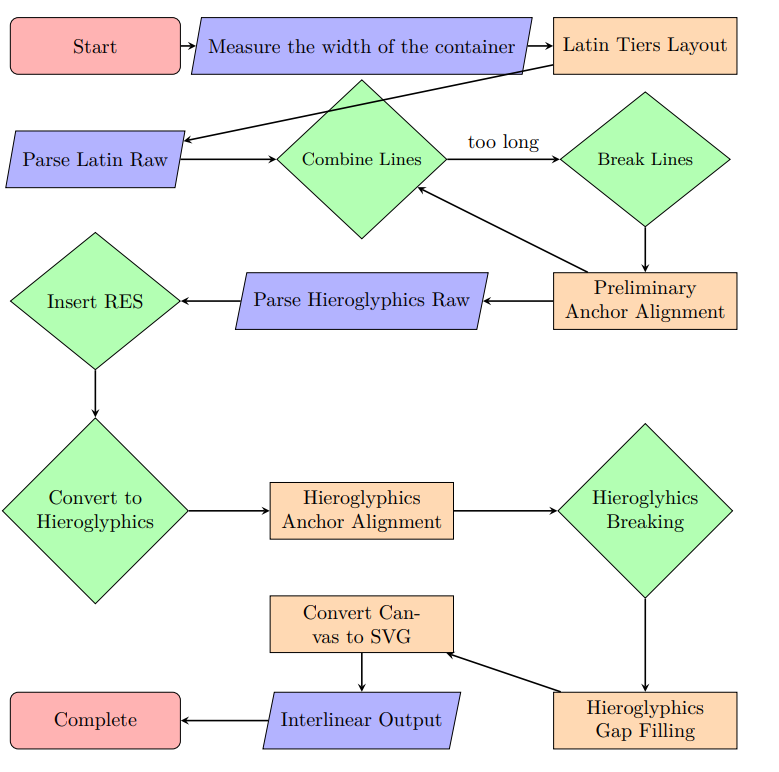 Start
Measure the width of the container
Latin Tiers Layout
Parse Latin Raw
Combine Lines
too long
Break Lines
Insert RES
Parse Hieroglyphics Raw
Preliminary
Anchor Alignment
Convert to
Hieroglyphics
Hieroglyphics
Anchor Alignment
Hieroglyhics
Breaking
Convert Can-
vas to SVG
Complete
Interlinear Output
Hieroglyphics
Gap Filling